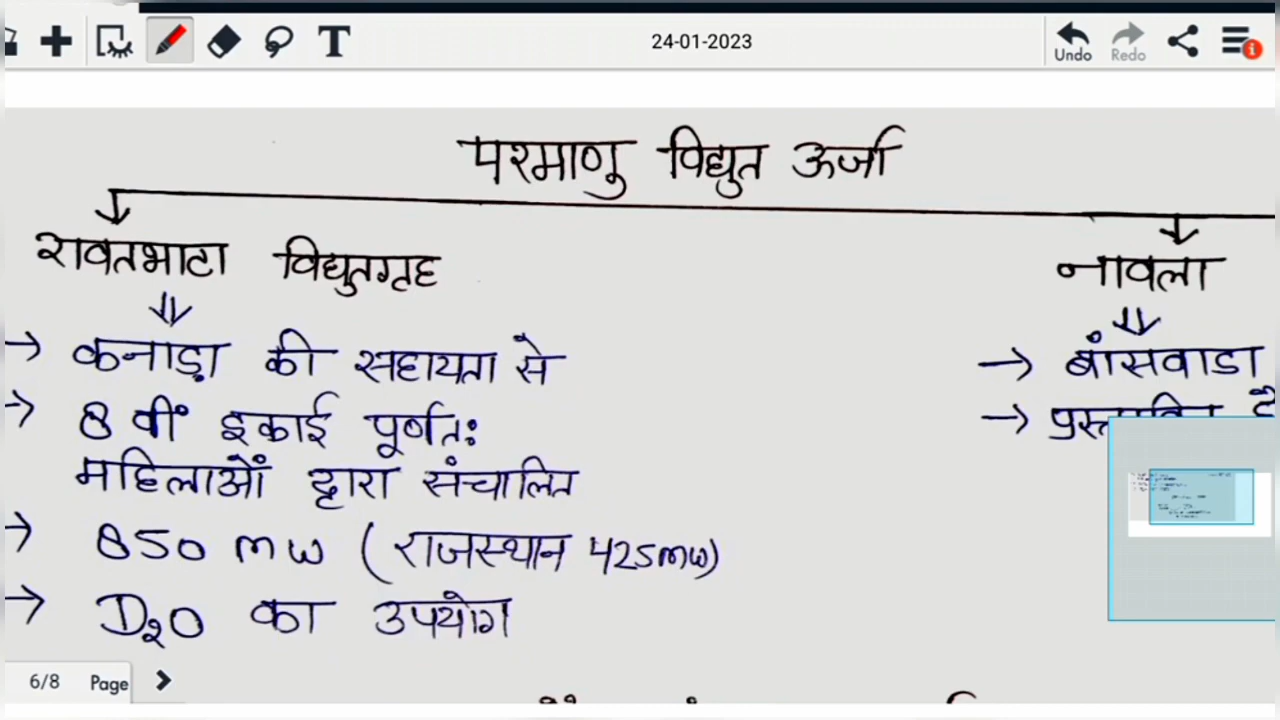 T
24-01-2023
Undo
Redo
परमाणु विद्युत ऊर्जा
रावतभाटा विद्युतगृह
→ कनाड़ा की सहायता से
→ 8 वीं इकाई पूर्णतः
महिलाओं द्वारा संचालित
→ 850 mw (राजस्थान 425mw)
→ D2O का उपयोग
नावला
→ बांसवाडा
→
6/8 Page